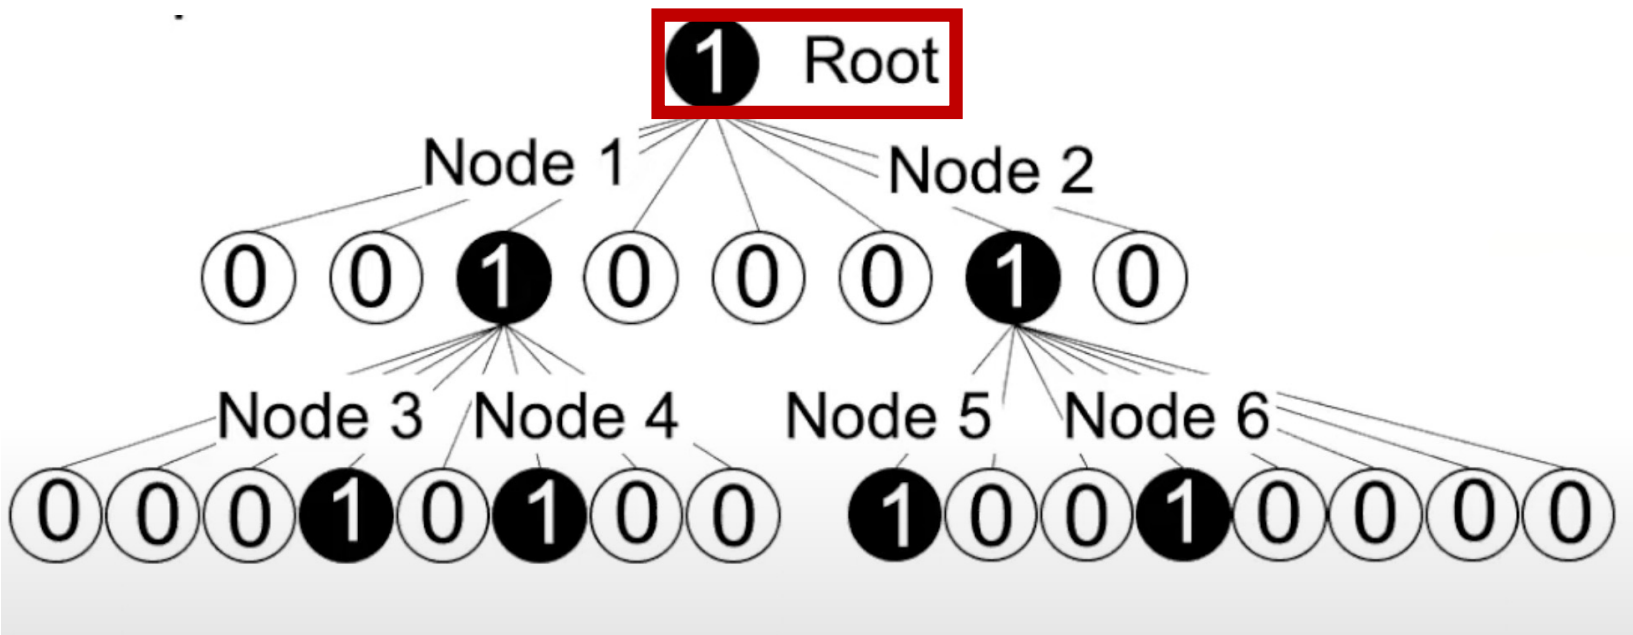 1 Root
Node 1 Node 2
0 0 1 0 0 0 1 0
Node 3 Node 4 Node 5 Node 6
0 0 0 1 0 1 0 0 1 0 0 1 0 0 0 0